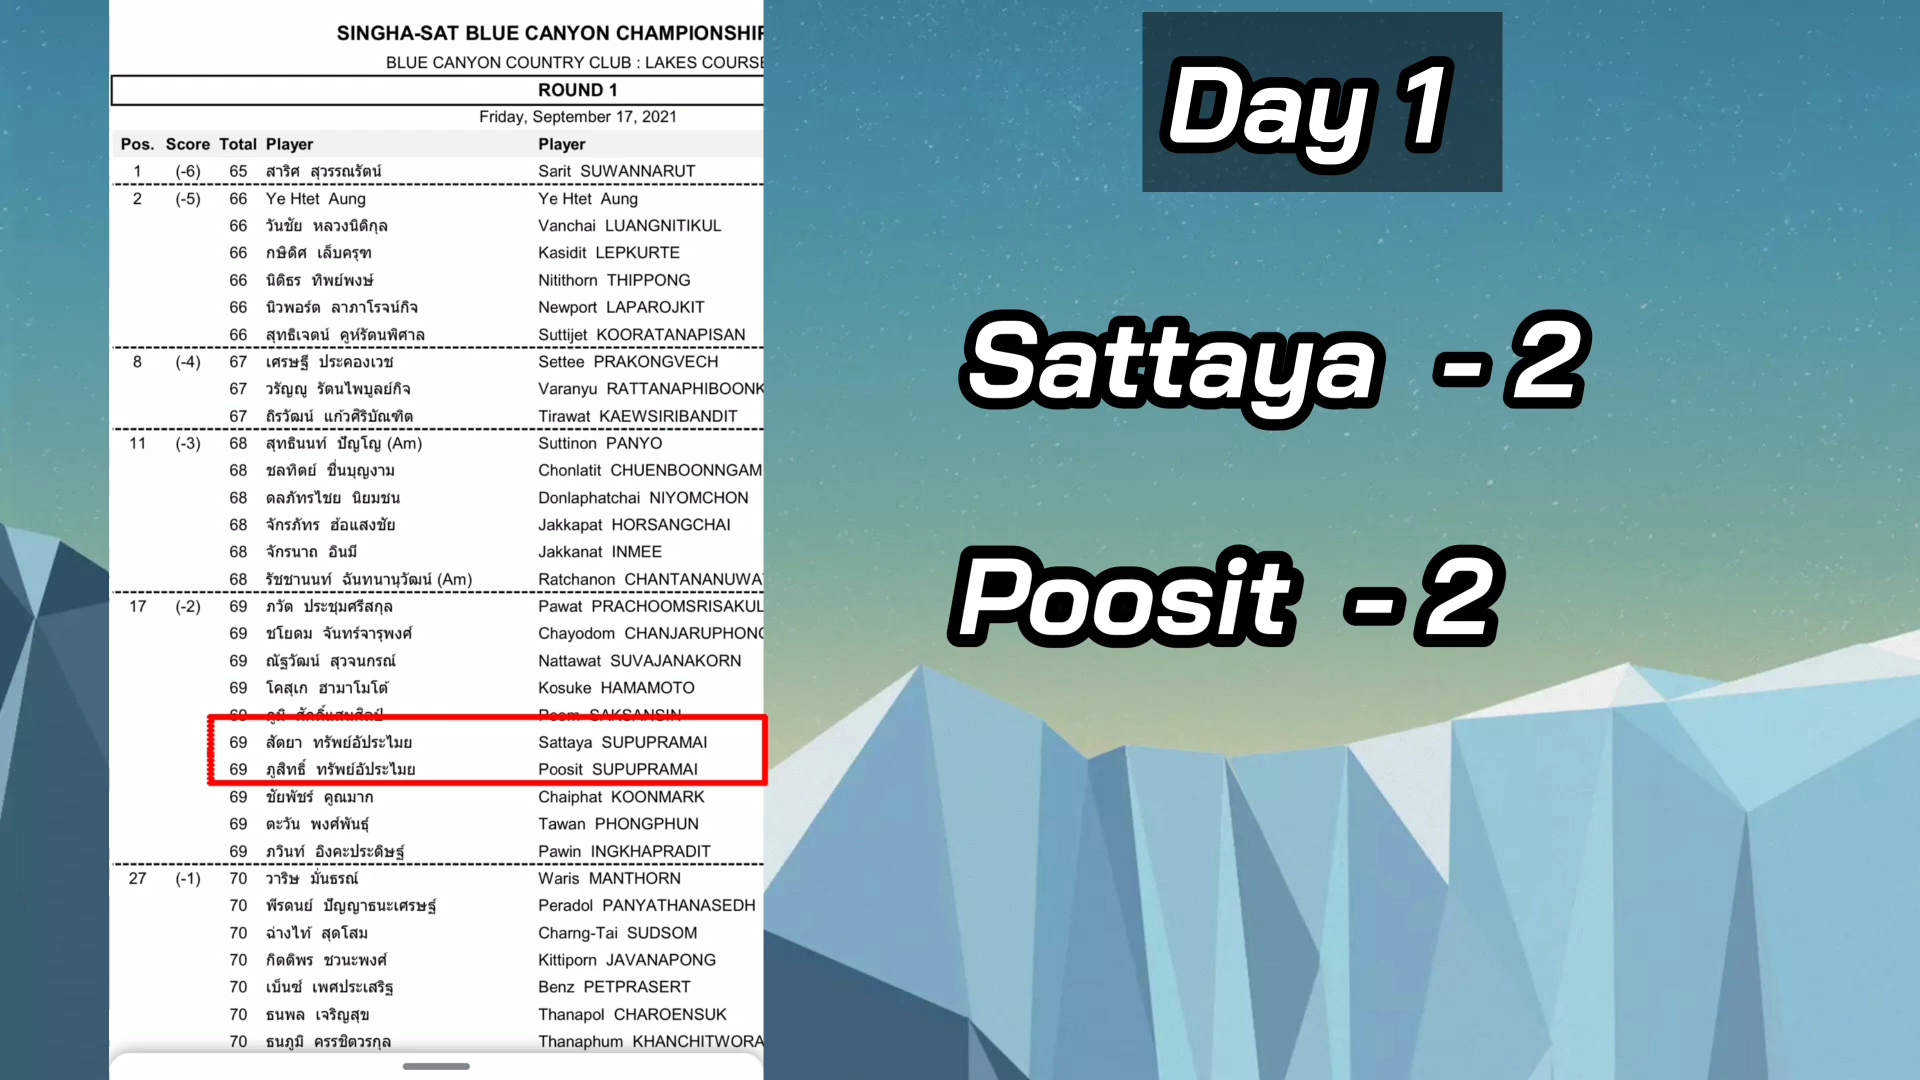 SINGHA-SAT BLUE CANYON CHAMPIONSHIP
BLUE CANYON COUNTRY CLUB : LAKES COURSE
ROUND 1
Friday, September 17, 2021
Pos. Score Total Player Player
1 (-6) 65 สาริศ สุวรรณรัตน์ Sarit SUWANNARUT
2 (-5) 66 Ye Htet Aung Ye Htet Aung
66 วันชัย หลวงนิติกุล Vanchai LUANGNITIKUL
66 กษิดิศ เล็บครุฑ Kasidit LEPKURTE
66 นิติธร ทิพย์พงษ์ Nitithorn THIPPONG
66 นิวพอร์ต ลาภาโรจน์กิจ Newport LAPAROJKIT
66 สุทธิเจตน์ คูห์รัตนพิศาล Suttijet KOORATANAPISAN
8 (-4) 67 เศรษฐี ประคองเวช Settee PRAKONGVECH
67 วรัญญู รัตนไพบูลย์กิจ Varanyu RATTANAPHIBOONK
67 ถิรวัฒน์ แก้วศิริบัณฑิต Tirawat KAEWSIRIBANDIT
11 (-3) 68 สุทธินนท์ ปัญโญ (Am) Suttinon PANYO
68 ชลทิตย์ ชื่นบุญงาม Chonlatit CHUENBOONNGAM
68 ดลภัทรไชย นิยมชน Donlaphatchai NIYOMCHON
68 จักรภัทร ฮ้อแสงชัย Jakkapat HORSANGCHAI
68 จักรนาถ อินมี Jakkanat INMEE
68 รัชชานนท์ ฉันทนานุวัฒน์ (Am) Ratchanon CHANTANANUWAT
17 (-2) 69 ภวัต ประชุมศรีสกุล Pawat PRACHOOMSRISAKUL
69 ชโยดม จันทร์จารุพงศ์ Chayodom CHANJARUPHONG
69 ณัฐวัฒน์ สุวจนกรณ์ Nattawat SUVAJANAKORN
69 โคสุเก ฮามาโมโต้ Kosuke HAMAMOTO
69 ภูมิ ศักดิ์แสนศิลป์ Poom SAKSANSIN
69 สัตยา ทรัพย์อัประไมย Sattaya SUPUPRAMAI
69 ภูสิทธิ์ ทรัพย์อัประไมย Poosit SUPUPRAMAI
69 ชัยพัชร์ คูณมาก Chaiphat KOONMARK
69 ตะวัน พงศ์พันธุ์ Tawan PHONGPHUN
69 ภวินท์ อิงคะประดิษฐ์ Pawin INGKHAPRADIT
27 (-1) 70 วาริษ มั่นธรณ์ Waris MANTHORN
70 พีรดนย์ ปัญญาธนะเศรษฐ์ Peradol PANYATHANASEDH
70 ฉ่างไท้ สุดโสม Charng-Tai SUDSOM
70 กิตติพร ชวนะพงศ์ Kittiporn JAVANAPONG
70 เบ็นซ์ เพศประเสริฐ Benz PETPRASERT
70 ธนพล เจริญสุข Thanapol CHAROENSUK
70 ธนภูมิ ครรชิตวรกุล Thanaphum KHANCHITWORA
Day 1
Sattaya - 2
Poosit - 2